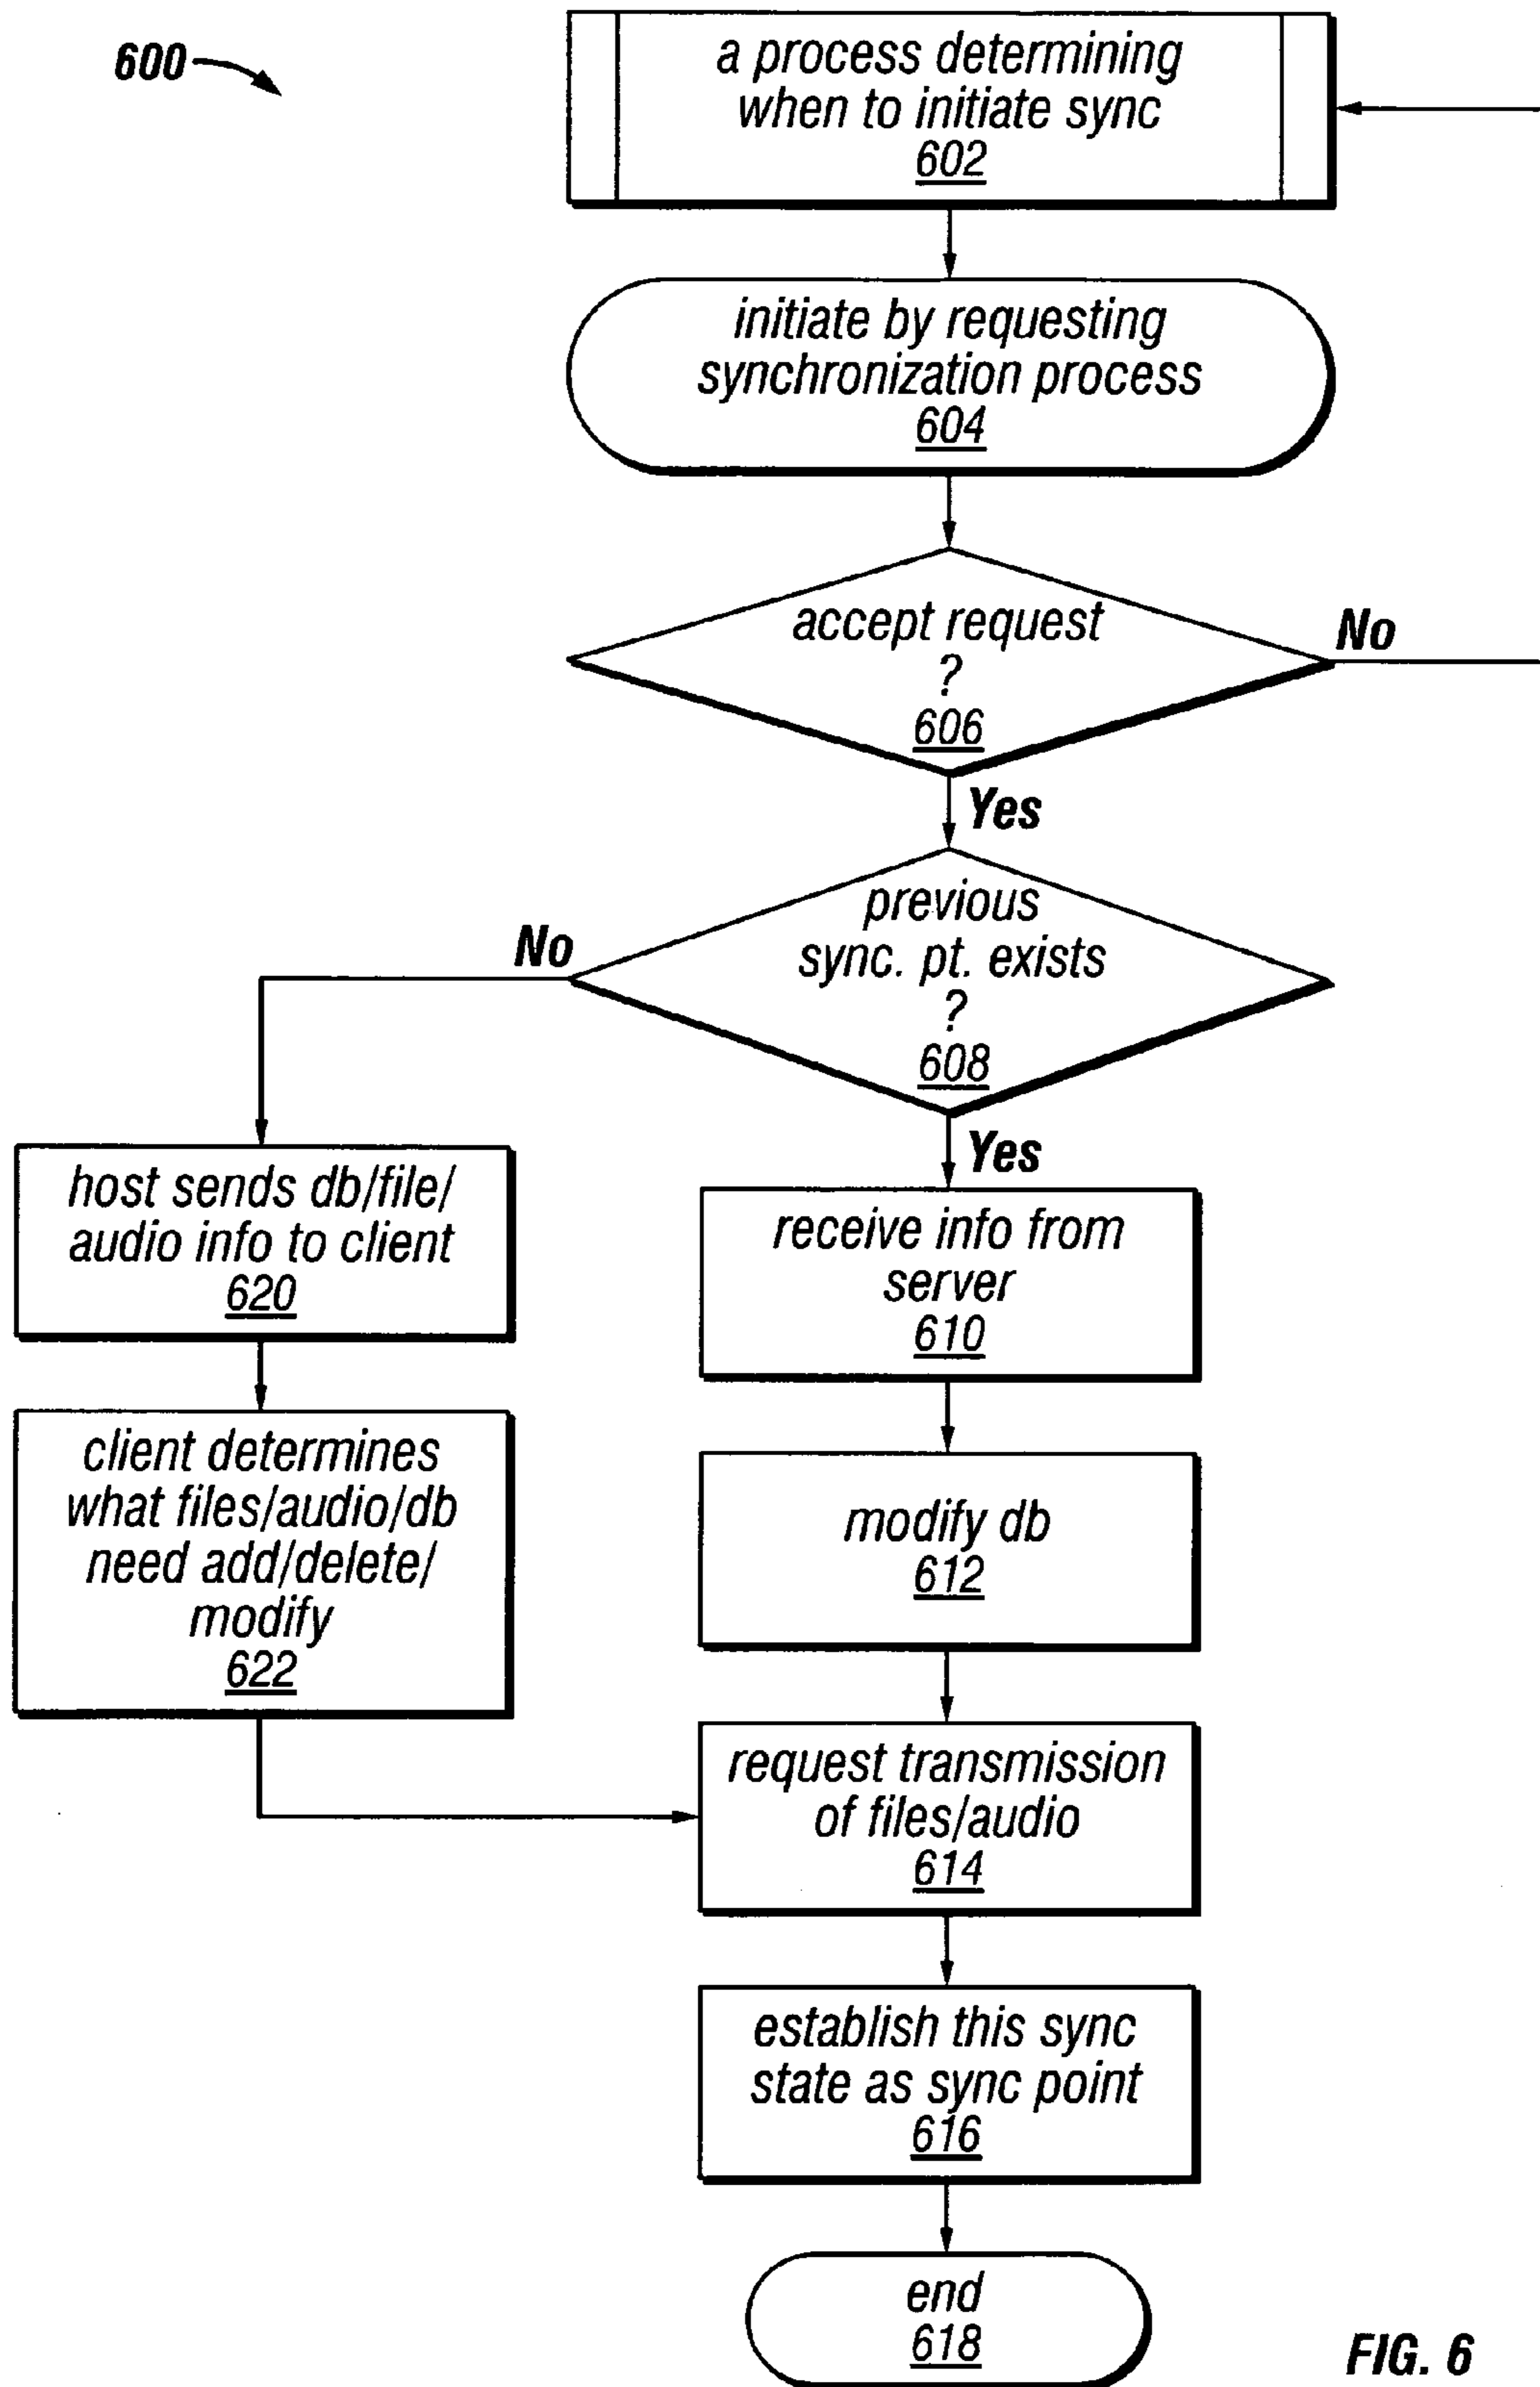 600
a process determining
when to initiate sync
602
initiate by requesting
synchronization process
604
accept request
?
606
No
Yes
previous
sync. pt. exists
?
608
No
Yes
host sends db/file/
audio info to client
620
receive info from
server
610
client determines
what files/audio/db
need add/delete/
modify
622
modify db
612
request transmission
of files/audio
614
establish this sync
state as sync point
616
end
618
FIG. 6